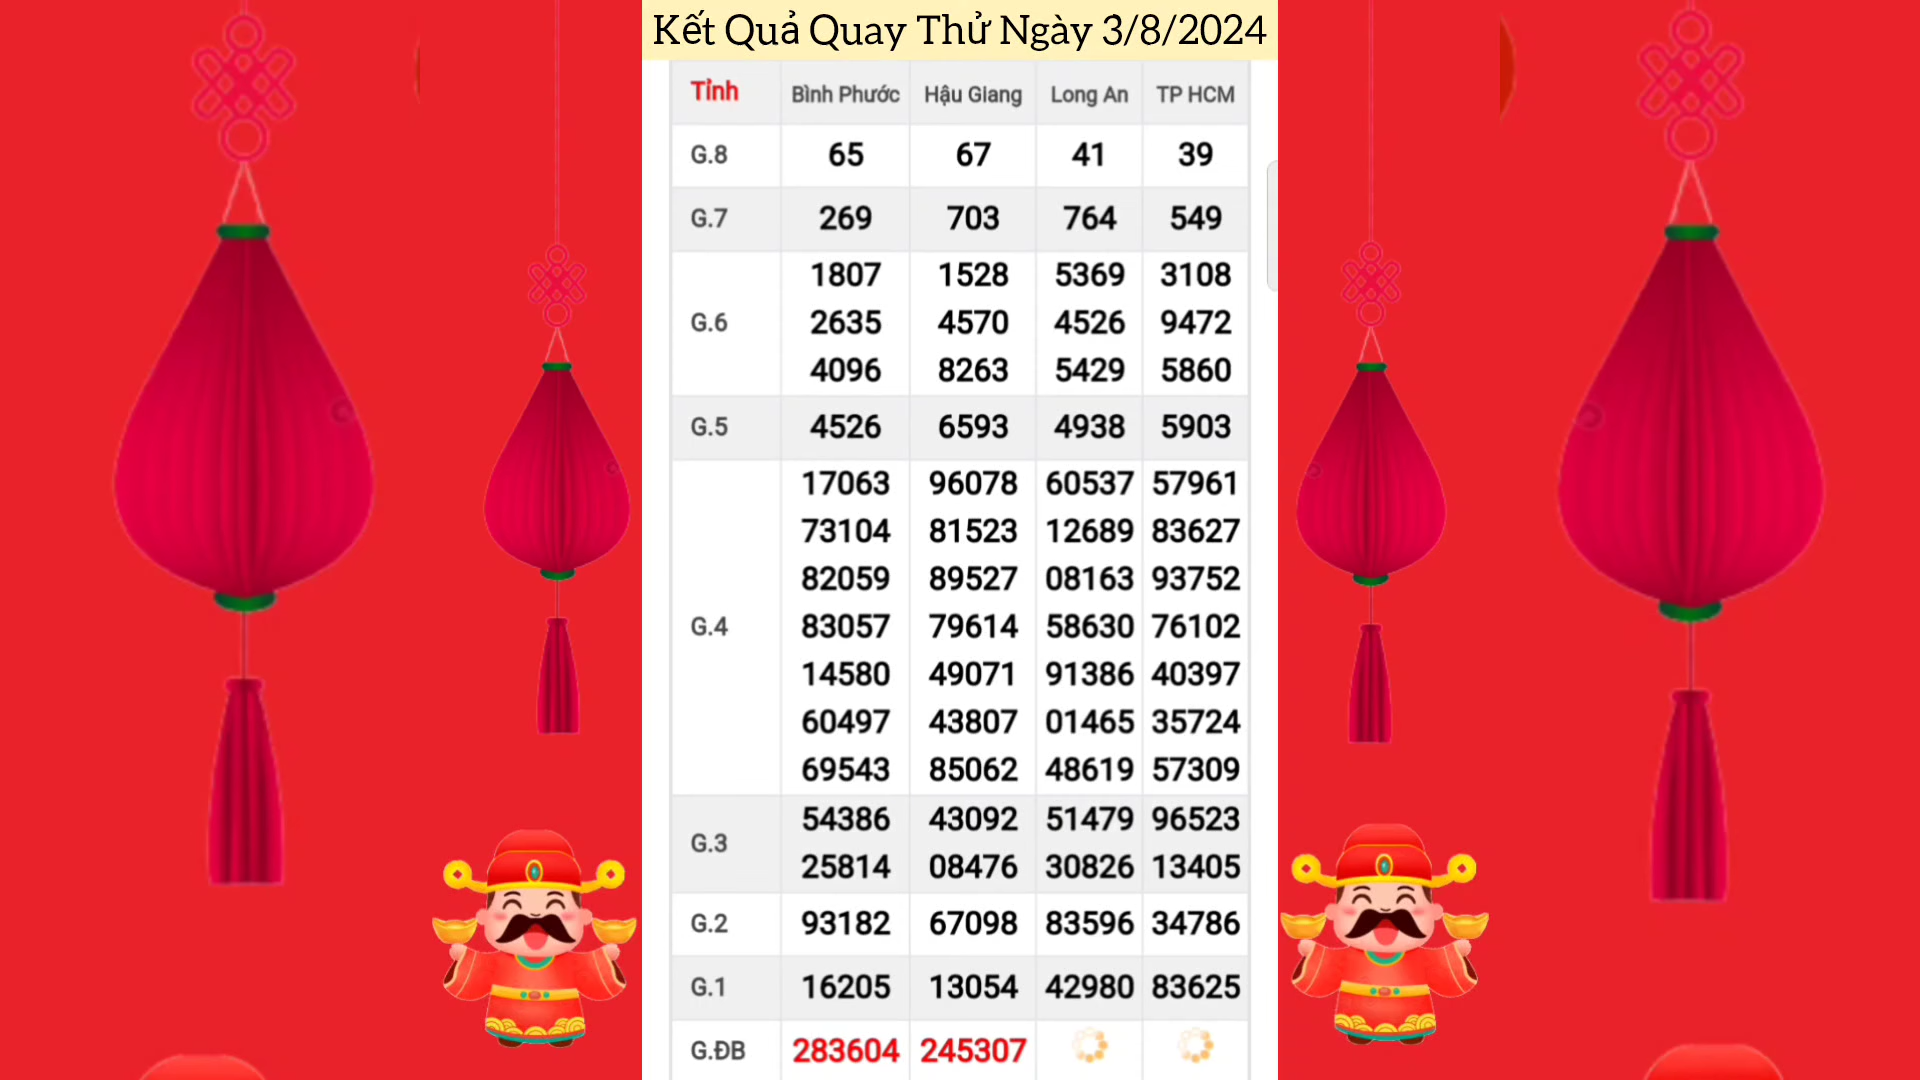 Kết Quả Quay Thử Ngày 3/8/2024
Tỉnh Bình Phước Hậu Giang Long An TP HCM
G.8 65 67 41 39
G.7 269 703 764 549
1807 1528 5369 3108
G.6 2635 4570 4526 9472
4096 8263 5429 5860
G.5 4526 6593 4938 5903
17063 96078 60537 57961
73104 81523 12689 83627
82059 89527 08163 93752
G.4 83057 79614 58630 76102
14580 49071 91386 40397
60497 43807 01465 35724
69543 85062 48619 57309
54386 43092 51479 96523
G.3
25814 08476 30826 13405
G.2 93182 67098 83596 34786
G.1 16205 13054 42980 83625
G.ĐB 283604 245307